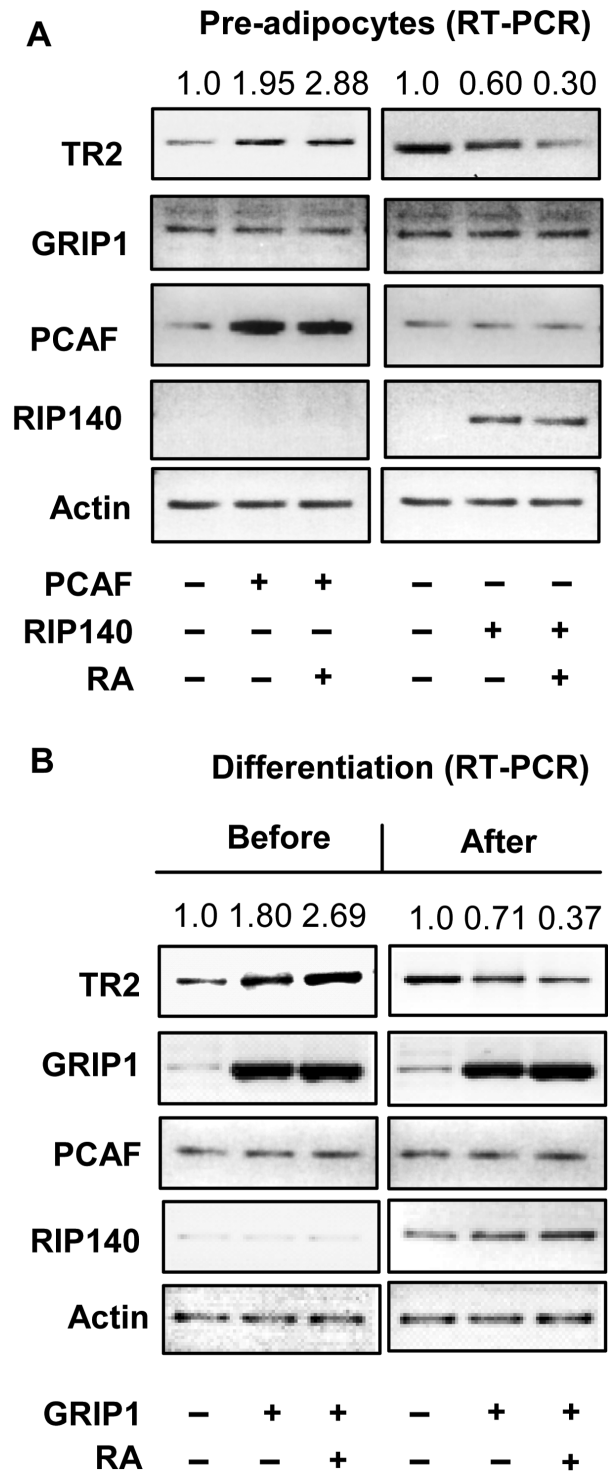 A
Pre-adipocytes (RT-PCR)
1.0 1.95 2.88 1.0 0.60 0.30
TR2
GRIP1
PCAF
RIP140
Actin
PCAF – + + – – –
RIP140 – – – – + +
RA – – + – – +
B
Differentiation (RT-PCR)
Before After
1.0 1.80 2.69 1.0 0.71 0.37
TR2
GRIP1
PCAF
RIP140
Actin
GRIP1 – + + – + +
RA – – + – – +